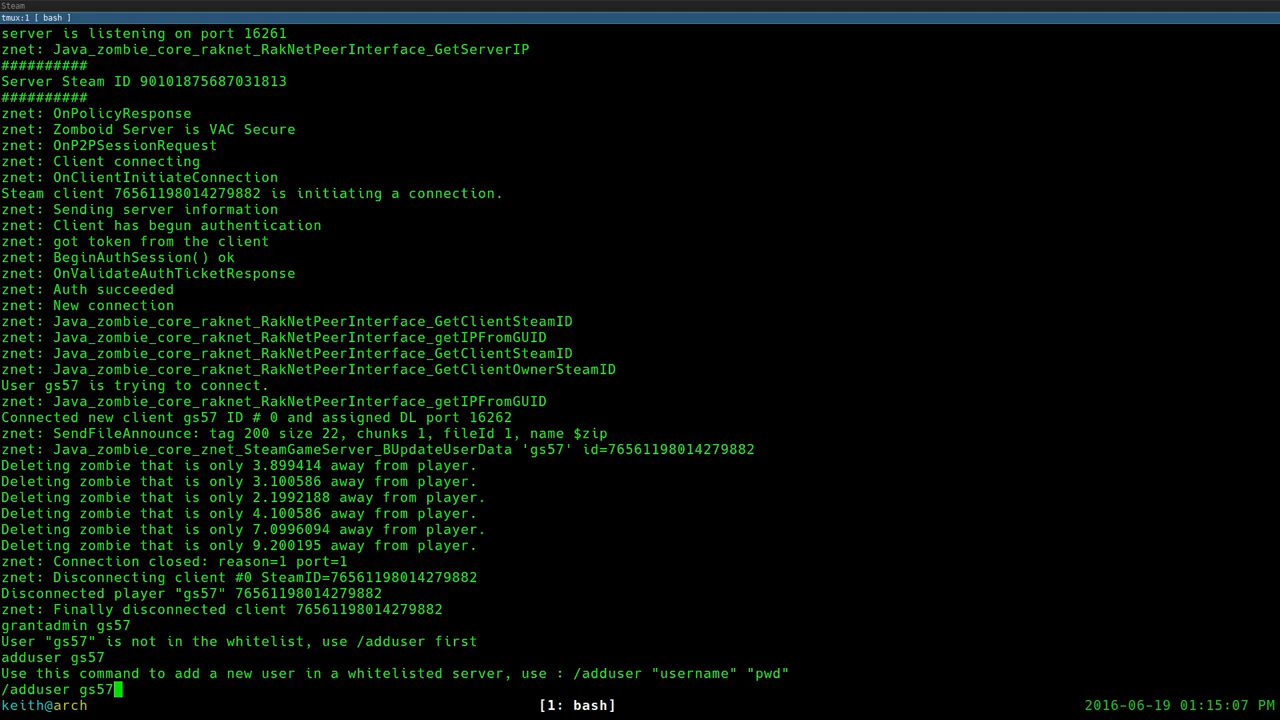 Steam
tmux:1 [ bash ]
server is listening on port 16261
znet: Java_zombie_core_raknet_RakNetPeerInterface_GetServerIP
##########
Server Steam ID 90101875687031813
##########
znet: OnPolicyResponse
znet: Zomboid Server is VAC Secure
znet: OnP2PSessionRequest
znet: Client connecting
znet: OnClientInitiateConnection
Steam client 76561198014279882 is initiating a connection.
znet: Sending server information
znet: Client has begun authentication
znet: got token from the client
znet: BeginAuthSession() ok
znet: OnValidateAuthTicketResponse
znet: Auth succeeded
znet: New connection
znet: Java_zombie_core_raknet_RakNetPeerInterface_GetClientSteamID
znet: Java_zombie_core_raknet_RakNetPeerInterface_getIPFromGUID
znet: Java_zombie_core_raknet_RakNetPeerInterface_GetClientSteamID
znet: Java_zombie_core_raknet_RakNetPeerInterface_GetClientOwnerSteamID
User gs57 is trying to connect.
znet: Java_zombie_core_raknet_RakNetPeerInterface_getIPFromGUID
Connected new client gs57 ID # 0 and assigned DL port 16262
znet: SendFileAnnounce: tag 200 size 22, chunks 1, fileId 1, name $zip
znet: Java_zombie_core_znet_SteamGameServer_BUpdateUserData 'gs57' id=76561198014279882
Deleting zombie that is only 3.899414 away from player.
Deleting zombie that is only 3.100586 away from player.
Deleting zombie that is only 2.1992188 away from player.
Deleting zombie that is only 4.100586 away from player.
Deleting zombie that is only 7.0996094 away from player.
Deleting zombie that is only 9.200195 away from player.
znet: Connection closed: reason=1 port=1
znet: Disconnecting client #0 SteamID=76561198014279882
Disconnected player "gs57" 76561198014279882
znet: Finally disconnected client 76561198014279882
grantadmin gs57
User "gs57" is not in the whitelist, use /adduser first
adduser gs57
Use this command to add a new user in a whitelisted server, use : /adduser "username" "pwd"
/adduser gs57
keith@arch [1: bash] 2016-06-19 01:15:07 PM